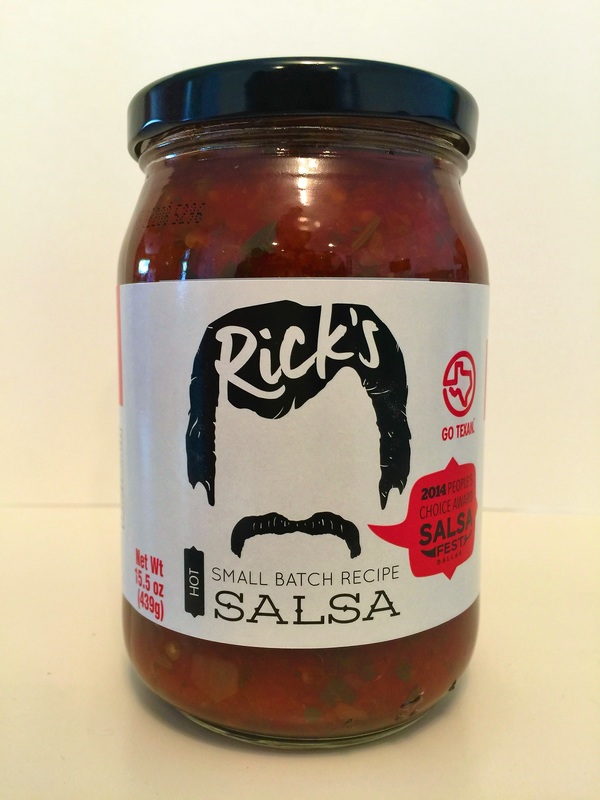 Rick's
GO TEXAN.
2014 PEOPLE'S
CHOICE AWARD
SALSA
FEST
DALLAS
Net Wt
15.5 oz
(439g)
HOT
SMALL BATCH RECIPE
SALSA